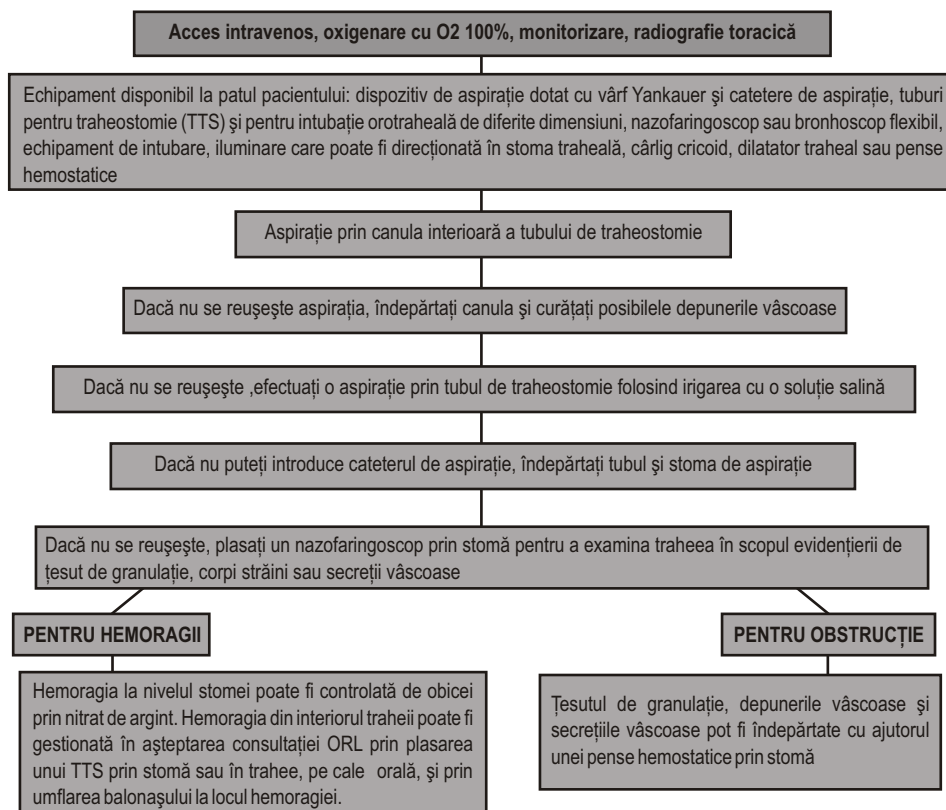 Acces intravenos, oxigenare cu O2 100%, monitorizare, radiografie toracică
Echipament disponibil la patul pacientului: dispozitiv de aspirație dotat cu vârf Yankauer şi catetere de aspirație, tuburi
pentru traheostomie (TTS) şi pentru intubație orotraheală de diferite dimensiuni, nazofaringoscop sau bronhoscop flexibil,
echipament de intubare, iluminare care poate fi direcționată în stoma traheală, cârlig cricoid, dilatator traheal sau pense
hemostatice
Aspirație prin canula interioară a tubului de traheostomie
Dacă nu se reuşeşte aspirația, îndepărtați canula şi curățați posibilele depunerile vâscoase
Dacă nu se reuşeşte ,efectuați o aspirație prin tubul de traheostomie folosind irigarea cu o soluție salină
Dacă nu puteți introduce cateterul de aspirație, îndepărtați tubul şi stoma de aspirație
Dacă nu se reuşeşte, plasați un nazofaringoscop prin stomă pentru a examina traheea în scopul evidențierii de
țesut de granulație, corpi străini sau secreții vâscoase
PENTRU HEMORAGII
Hemoragia la nivelul stomei poate fi controlată de obicei
prin nitrat de argint. Hemoragia din interiorul traheii poate fi
gestionată în aşteptarea consultației ORL prin plasarea
unui TTS prin stomă sau în trahee, pe cale orală, şi prin
umflarea balonaşului la locul hemoragiei.
PENTRU OBSTRUCȚIE
Țesutul de granulație, depunerile vâscoase şi
secrețiile vâscoase pot fi îndepărtate cu ajutorul
unei pense hemostatice prin stomă